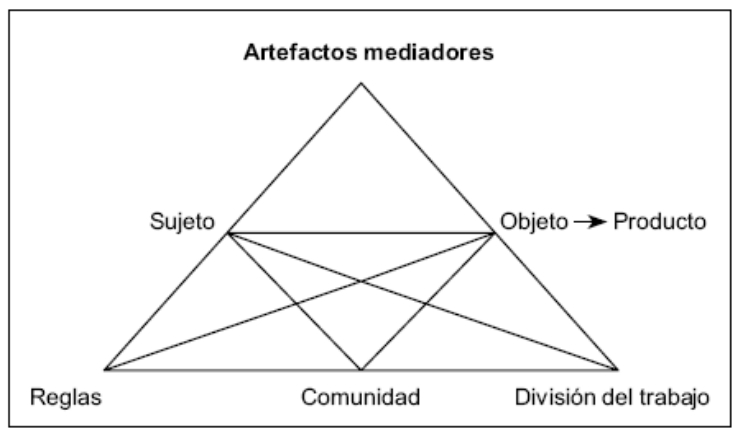 Artefactos mediadores
Sujeto
Objeto → Producto
Reglas
Comunidad
División del trabajo